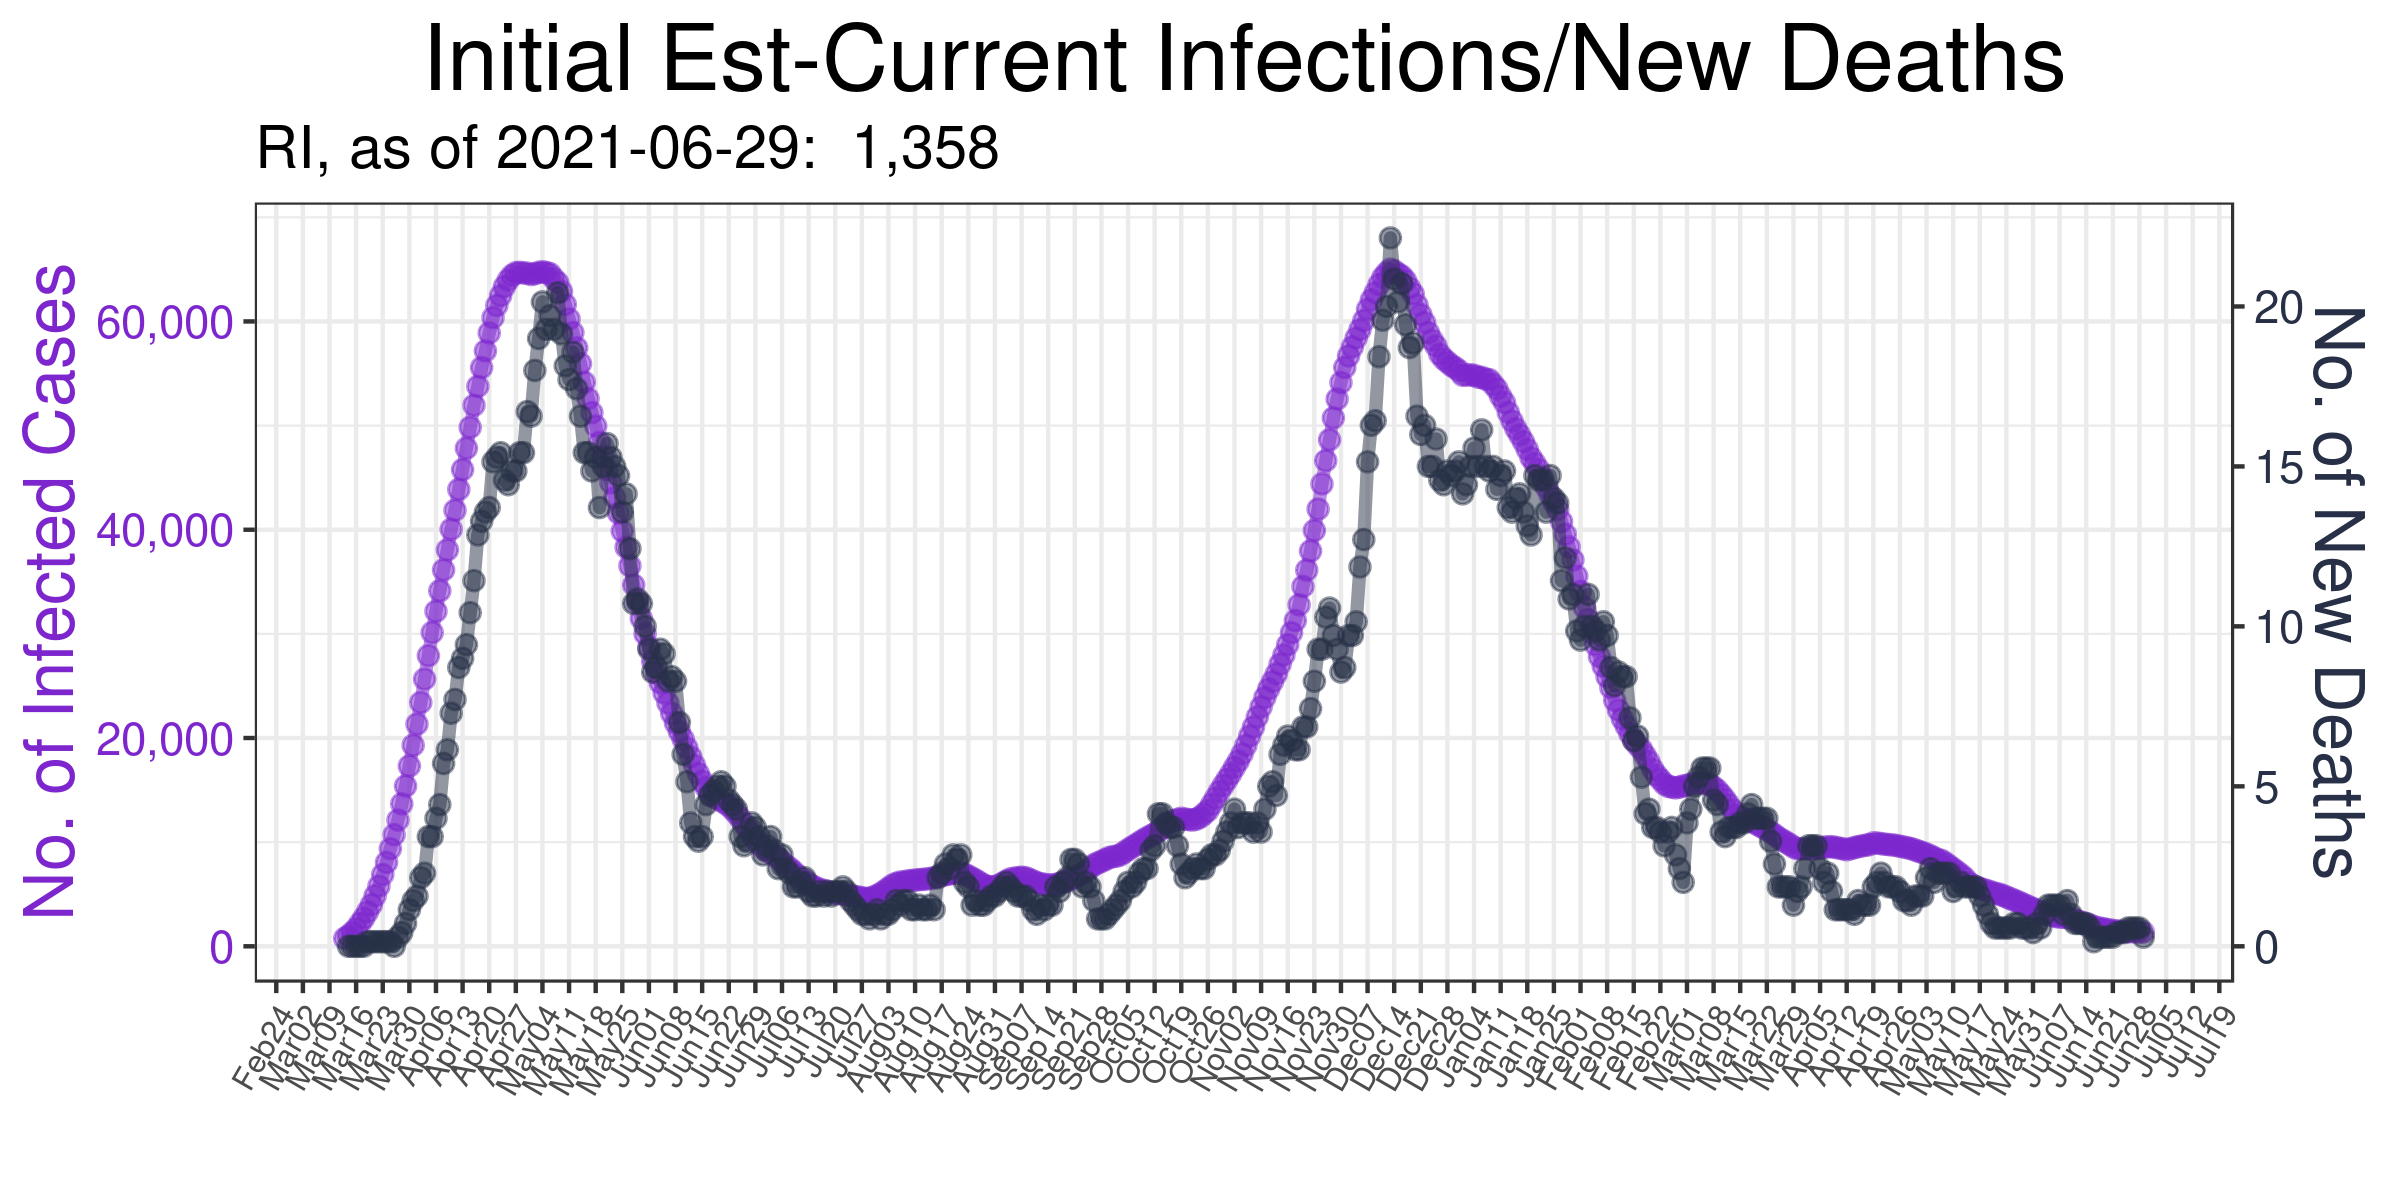 Initial Est-Current Infections/New Deaths
RI, as of 2021-06-29:  1,358
No. of Infected Cases
60,000
40,000
20,000
0
20
15
10
5
0
No. of New Deaths
Feb24
Mar02
Mar09
Mar16
Mar23
Mar30
Apr06
Apr13
Apr20
Apr27
May04
May11
May18
May25
Jun01
Jun08
Jun15
Jun22
Jun29
Jul06
Jul13
Jul20
Jul27
Aug03
Aug10
Aug17
Aug24
Aug31
Sep07
Sep14
Sep21
Sep28
Oct05
Oct12
Oct19
Oct26
Nov02
Nov09
Nov16
Nov23
Nov30
Dec07
Dec14
Dec21
Dec28
Jan04
Jan11
Jan18
Jan25
Feb01
Feb08
Feb15
Feb22
Mar01
Mar08
Mar15
Mar22
Mar29
Apr05
Apr12
Apr19
Apr26
May03
May10
May17
May24
May31
Jun07
Jun14
Jun21
Jun28
Jul05
Jul12
Jul19